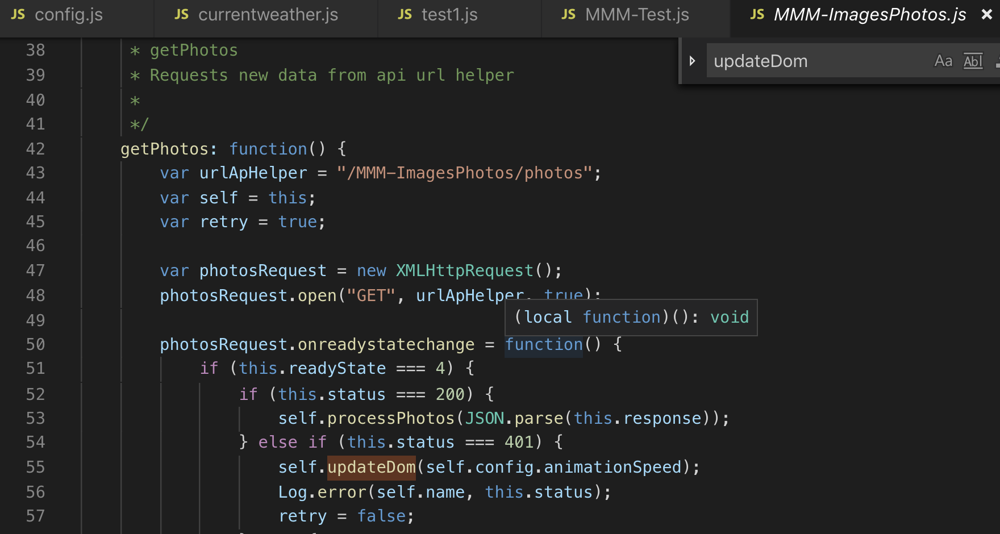 JS config.js JS currentweather.js JS test1.js JS MMM-Test.js JS MMM-ImagesPhotos.js ×
updateDom Aa Abl
38 * getPhotos
39 * Requests new data from api url helper
40 *
41 */
42 getPhotos: function() {
43 var urlApHelper = "/MMM-ImagesPhotos/photos";
44 var self = this;
45 var retry = true;
46
47 var photosRequest = new XMLHttpRequest();
48 photosRequest.open("GET", urlApHelper, true);
49
(local function)(): void
50 photosRequest.onreadystatechange = function() {
51 if (this.readyState === 4) {
52 if (this.status === 200) {
53 self.processPhotos(JSON.parse(this.response));
54 } else if (this.status === 401) {
55 self.updateDom(self.config.animationSpeed);
56 Log.error(self.name, this.status);
57 retry = false;